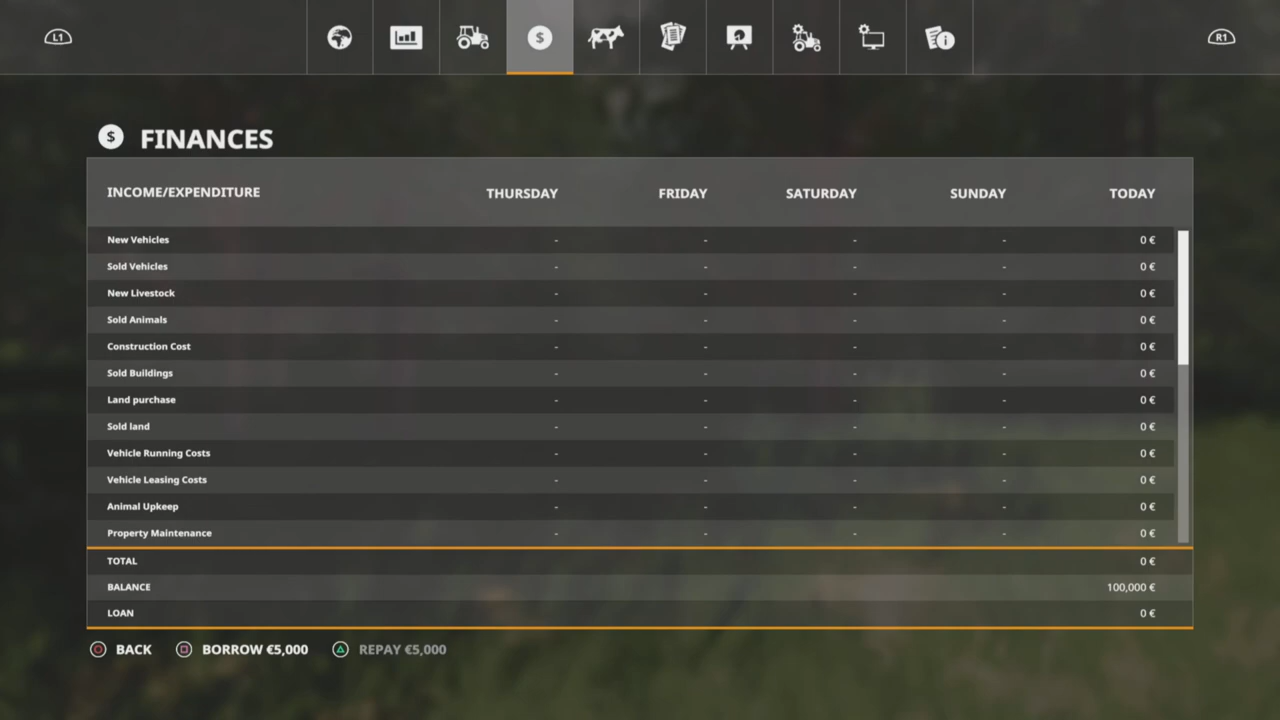 L1
R1
$ FINANCES
INCOME/EXPENDITURE THURSDAY FRIDAY SATURDAY SUNDAY TODAY
New Vehicles - - - - 0 €
Sold Vehicles - - - - 0 €
New Livestock - - - - 0 €
Sold Animals - - - - 0 €
Construction Cost - - - - 0 €
Sold Buildings - - - - 0 €
Land purchase - - - - 0 €
Sold land - - - - 0 €
Vehicle Running Costs - - - - 0 €
Vehicle Leasing Costs - - - - 0 €
Animal Upkeep - - - - 0 €
Property Maintenance - - - - 0 €
TOTAL 0 €
BALANCE 100,000 €
LOAN 0 €
BACK BORROW €5,000 REPAY €5,000